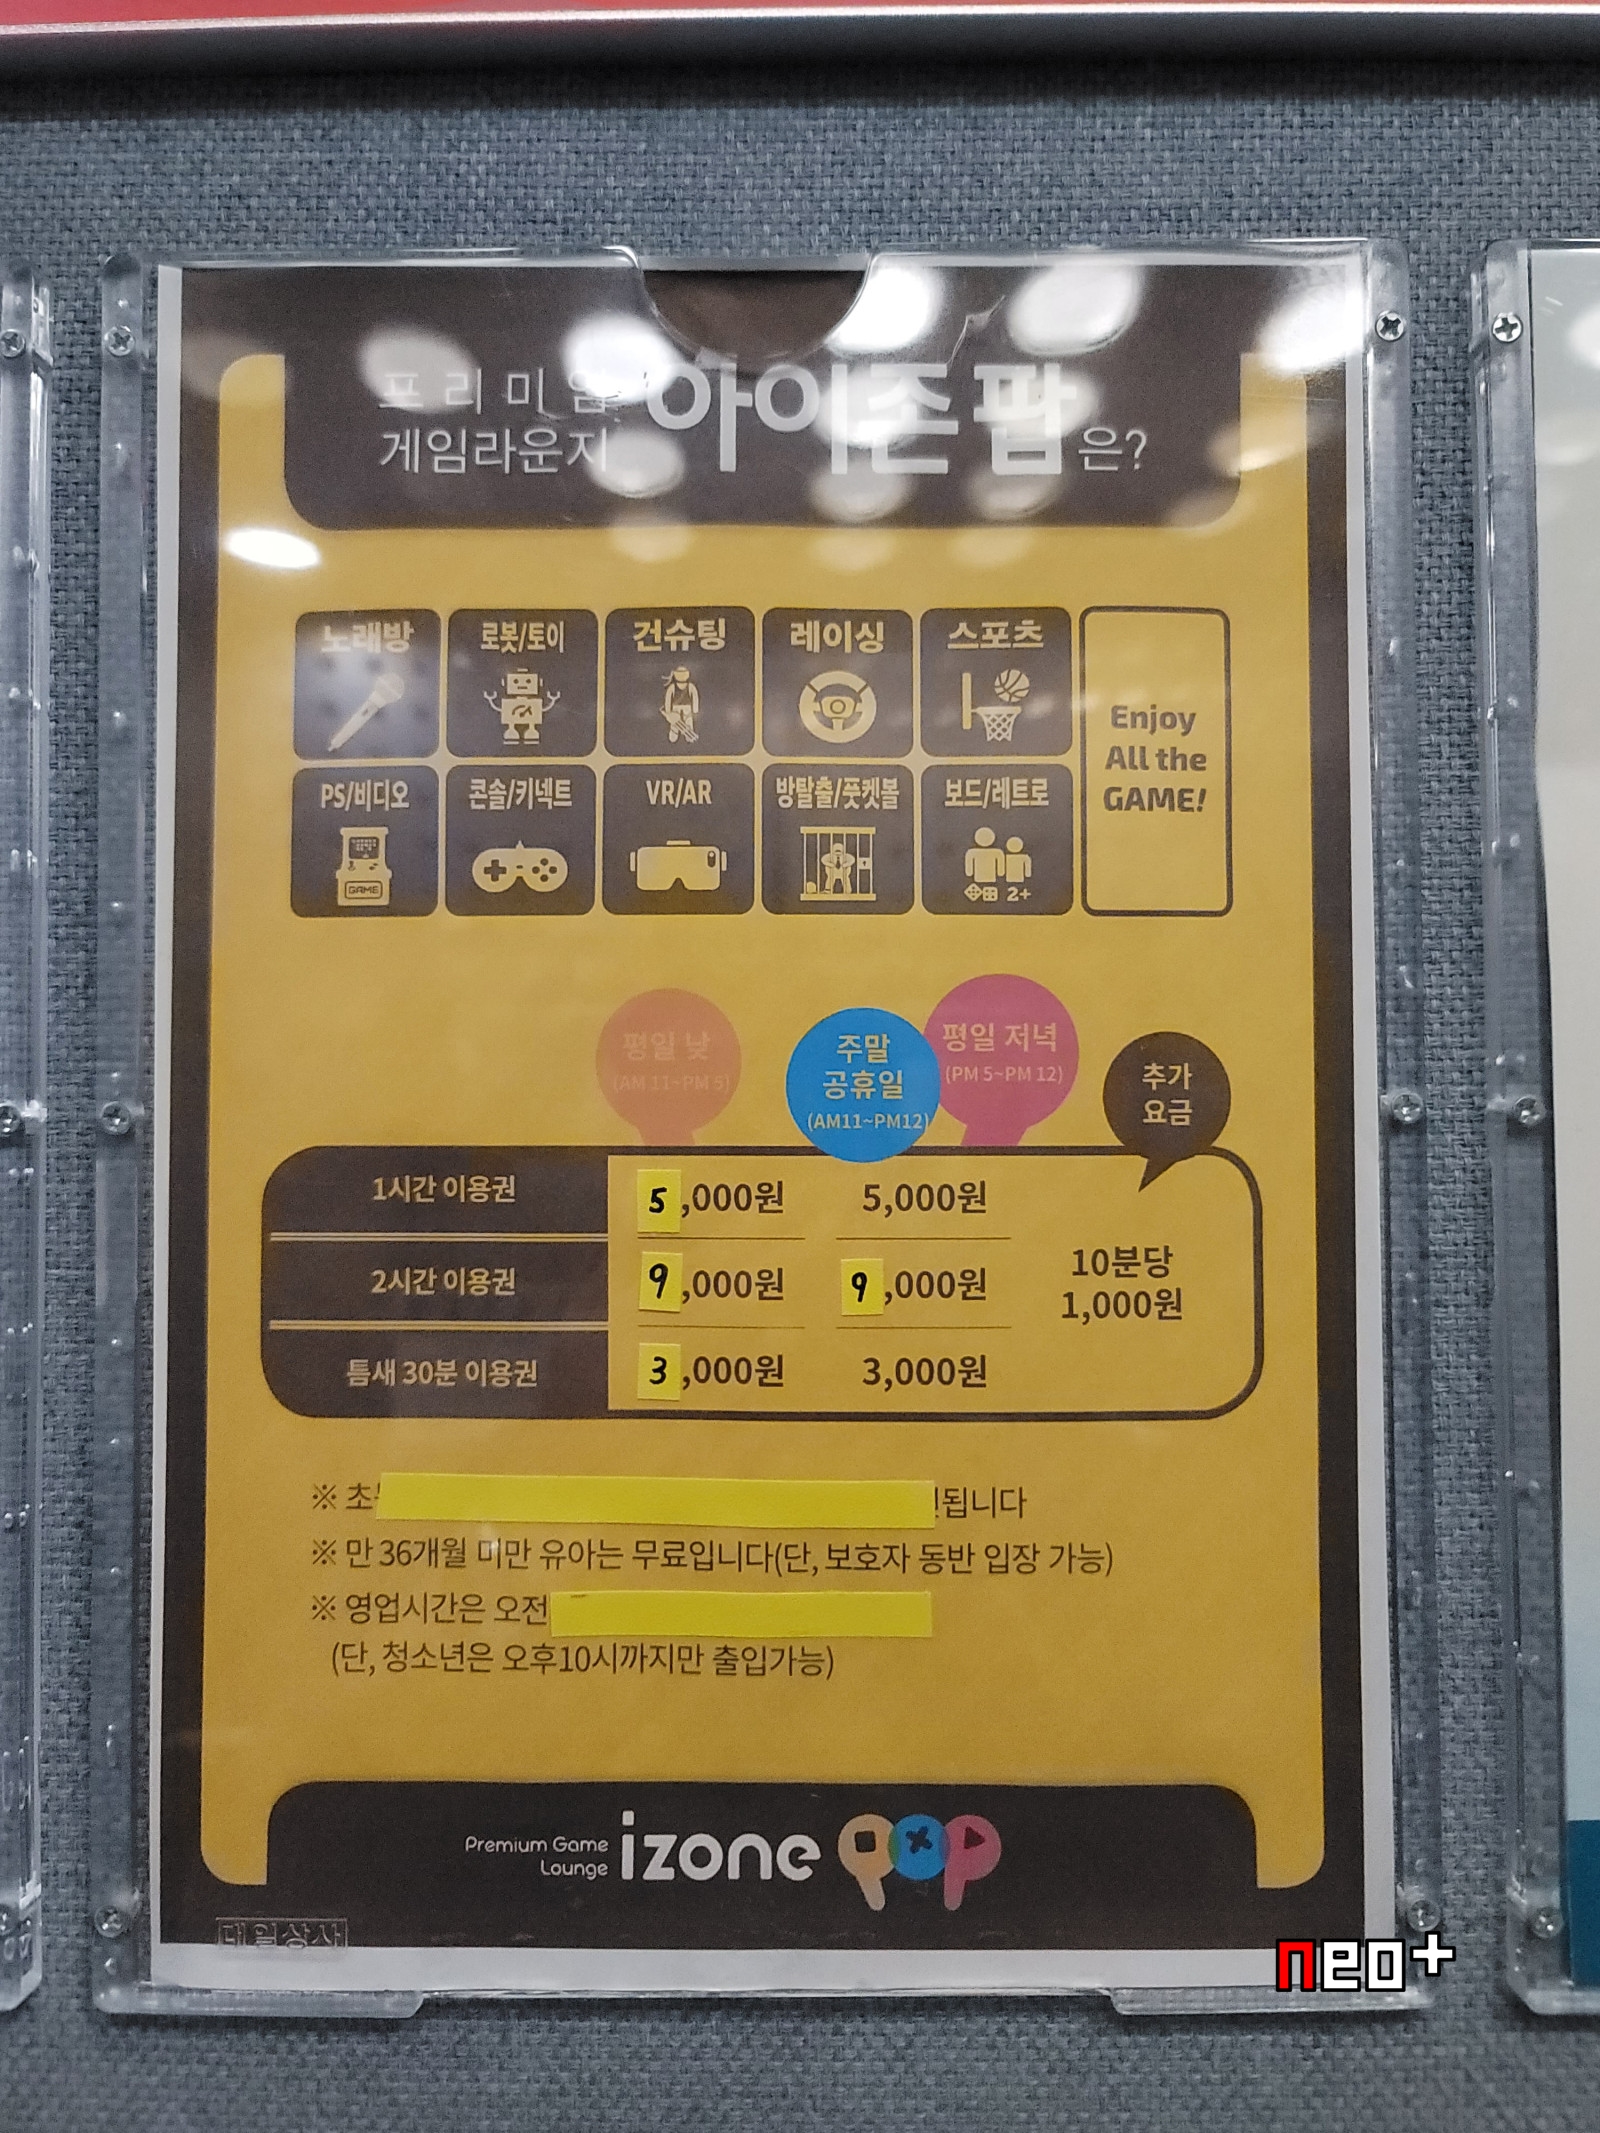 프리미엄
게임라운지 '아이존팝은?
노래방
로봇/토이
건슈팅
레이싱
스포츠
PS/비디오
GAME
콘솔/키넥트
VR/AR
방탈출/풋켓볼
보드/레트로
2+
Enjoy
All the
GAME!
평일 낮
(AM 11~PM 5)
주말
공휴일
(AM11~PM12)
평일 저녁
(PM 5~PM 12)
추가
요금
1시간 이용권 5,000원 5,000원
2시간 이용권 9,000원 9,000원
틈새 30분 이용권 3,000원 3,000원
10분당
1,000원
※ 초 됩니다
※ 만 36개월 미만 유아는 무료입니다(단, 보호자 동반 입장 가능)
※ 영업시간은 오전
(단, 청소년은 오후10시까지만 출입가능)
Premium Game
Lounge
izone pop
대일상사
neo+